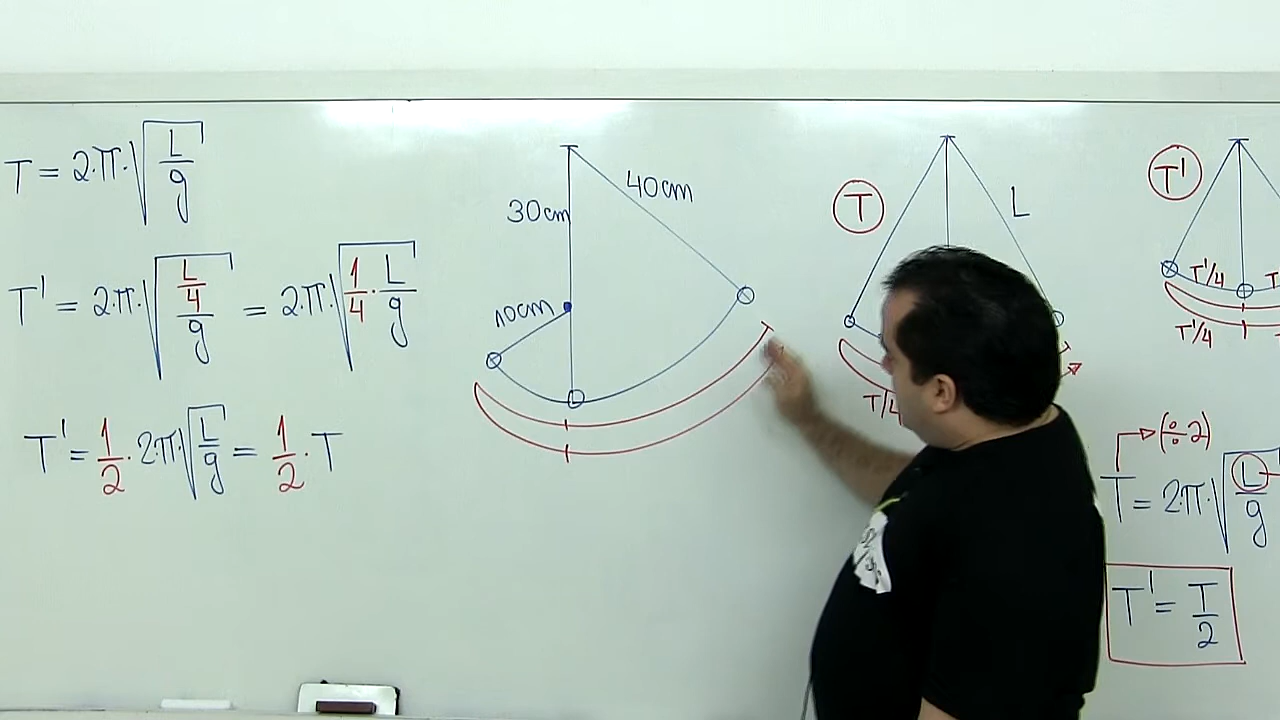 T = 2·π·√(L/g)
T' = 2·π·√((L/4)/g) = 2·π·√(1/4 · L/g)
T' = 1/2 · 2·π√(L/g) = 1/2 · T
30cm
40cm
10cm
T
L
T/4
T'
T'/4
T'/4
(÷2)
T = 2·π·√(L/g)
T' = T/2